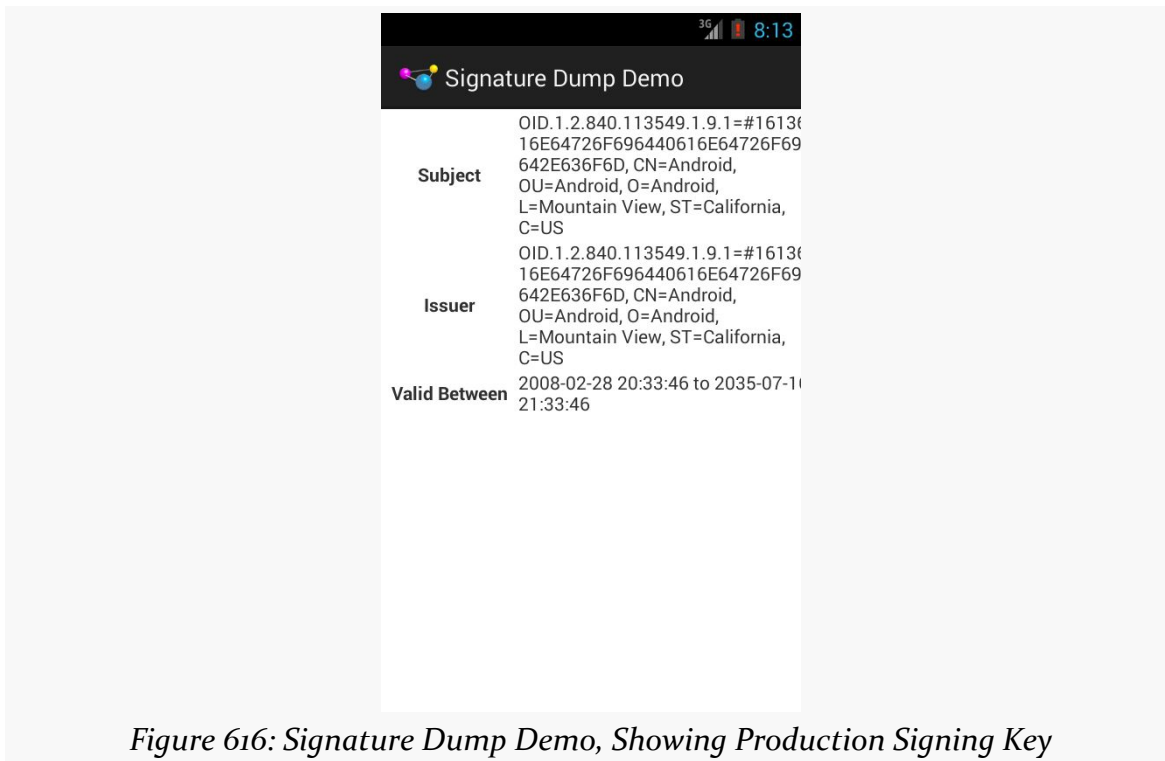 3G 8:13
Signature Dump Demo
Subject
OID.1.2.840.113549.1.9.1=#16136
16E64726F696440616E64726F69
642E636F6D, CN=Android,
OU=Android, O=Android,
L=Mountain View, ST=California,
C=US
Issuer
OID.1.2.840.113549.1.9.1=#16136
16E64726F696440616E64726F69
642E636F6D, CN=Android,
OU=Android, O=Android,
L=Mountain View, ST=California,
C=US
Valid Between
2008-02-28 20:33:46 to 2035-07-16
21:33:46
Figure 616: Signature Dump Demo, Showing Production Signing Key